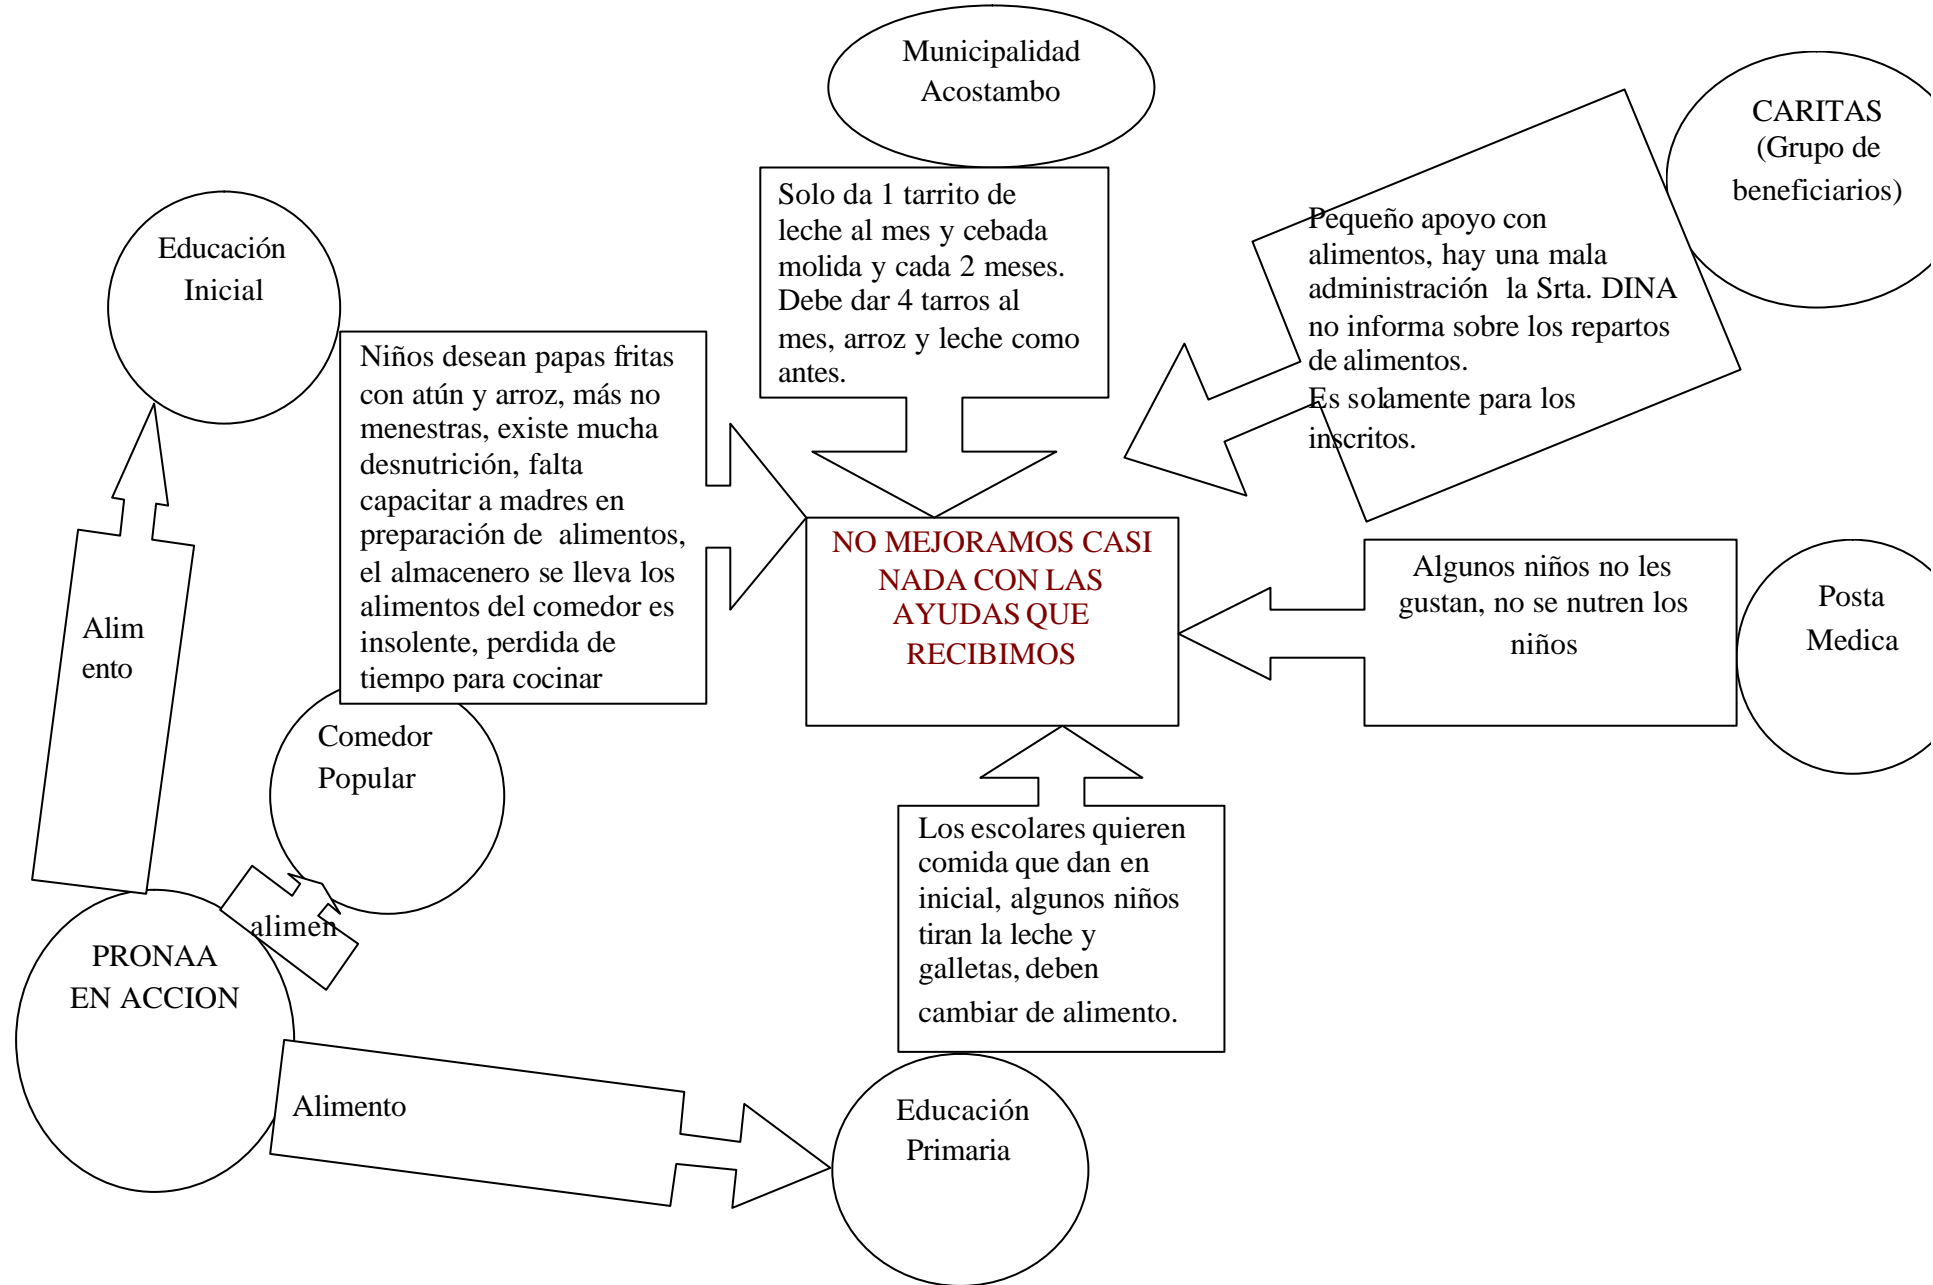 Municipalidad
Acostambo
CARITAS
(Grupo de
beneficiarios)
Solo da 1 tarrito de
leche al mes y cebada
molida y cada 2 meses.
Debe dar 4 tarros al
mes, arroz y leche como
antes.
Pequeño apoyo con
alimentos, hay una mala
administración la Srta. DINA
no informa sobre los repartos
de alimentos.
Es solamente para los
inscritos.
Educación
Inicial
Niños desean papas fritas
con atún y arroz, más no
menestras, existe mucha
desnutrición, falta
capacitar a madres en
preparación de alimentos,
el almacenero se lleva los
alimentos del comedor es
insolente, perdida de
tiempo para cocinar
NO MEJORAMOS CASI
NADA CON LAS
AYUDAS QUE
RECIBIMOS
Algunos niños no les
gustan, no se nutren los
niños
Posta
Medica
Alim
ento
Comedor
Popular
alimen
PRONAA
EN ACCION
Alimento
Los escolares quieren
comida que dan en
inicial, algunos niños
tiran la leche y
galletas, deben
cambiar de alimento.
Educación
Primaria